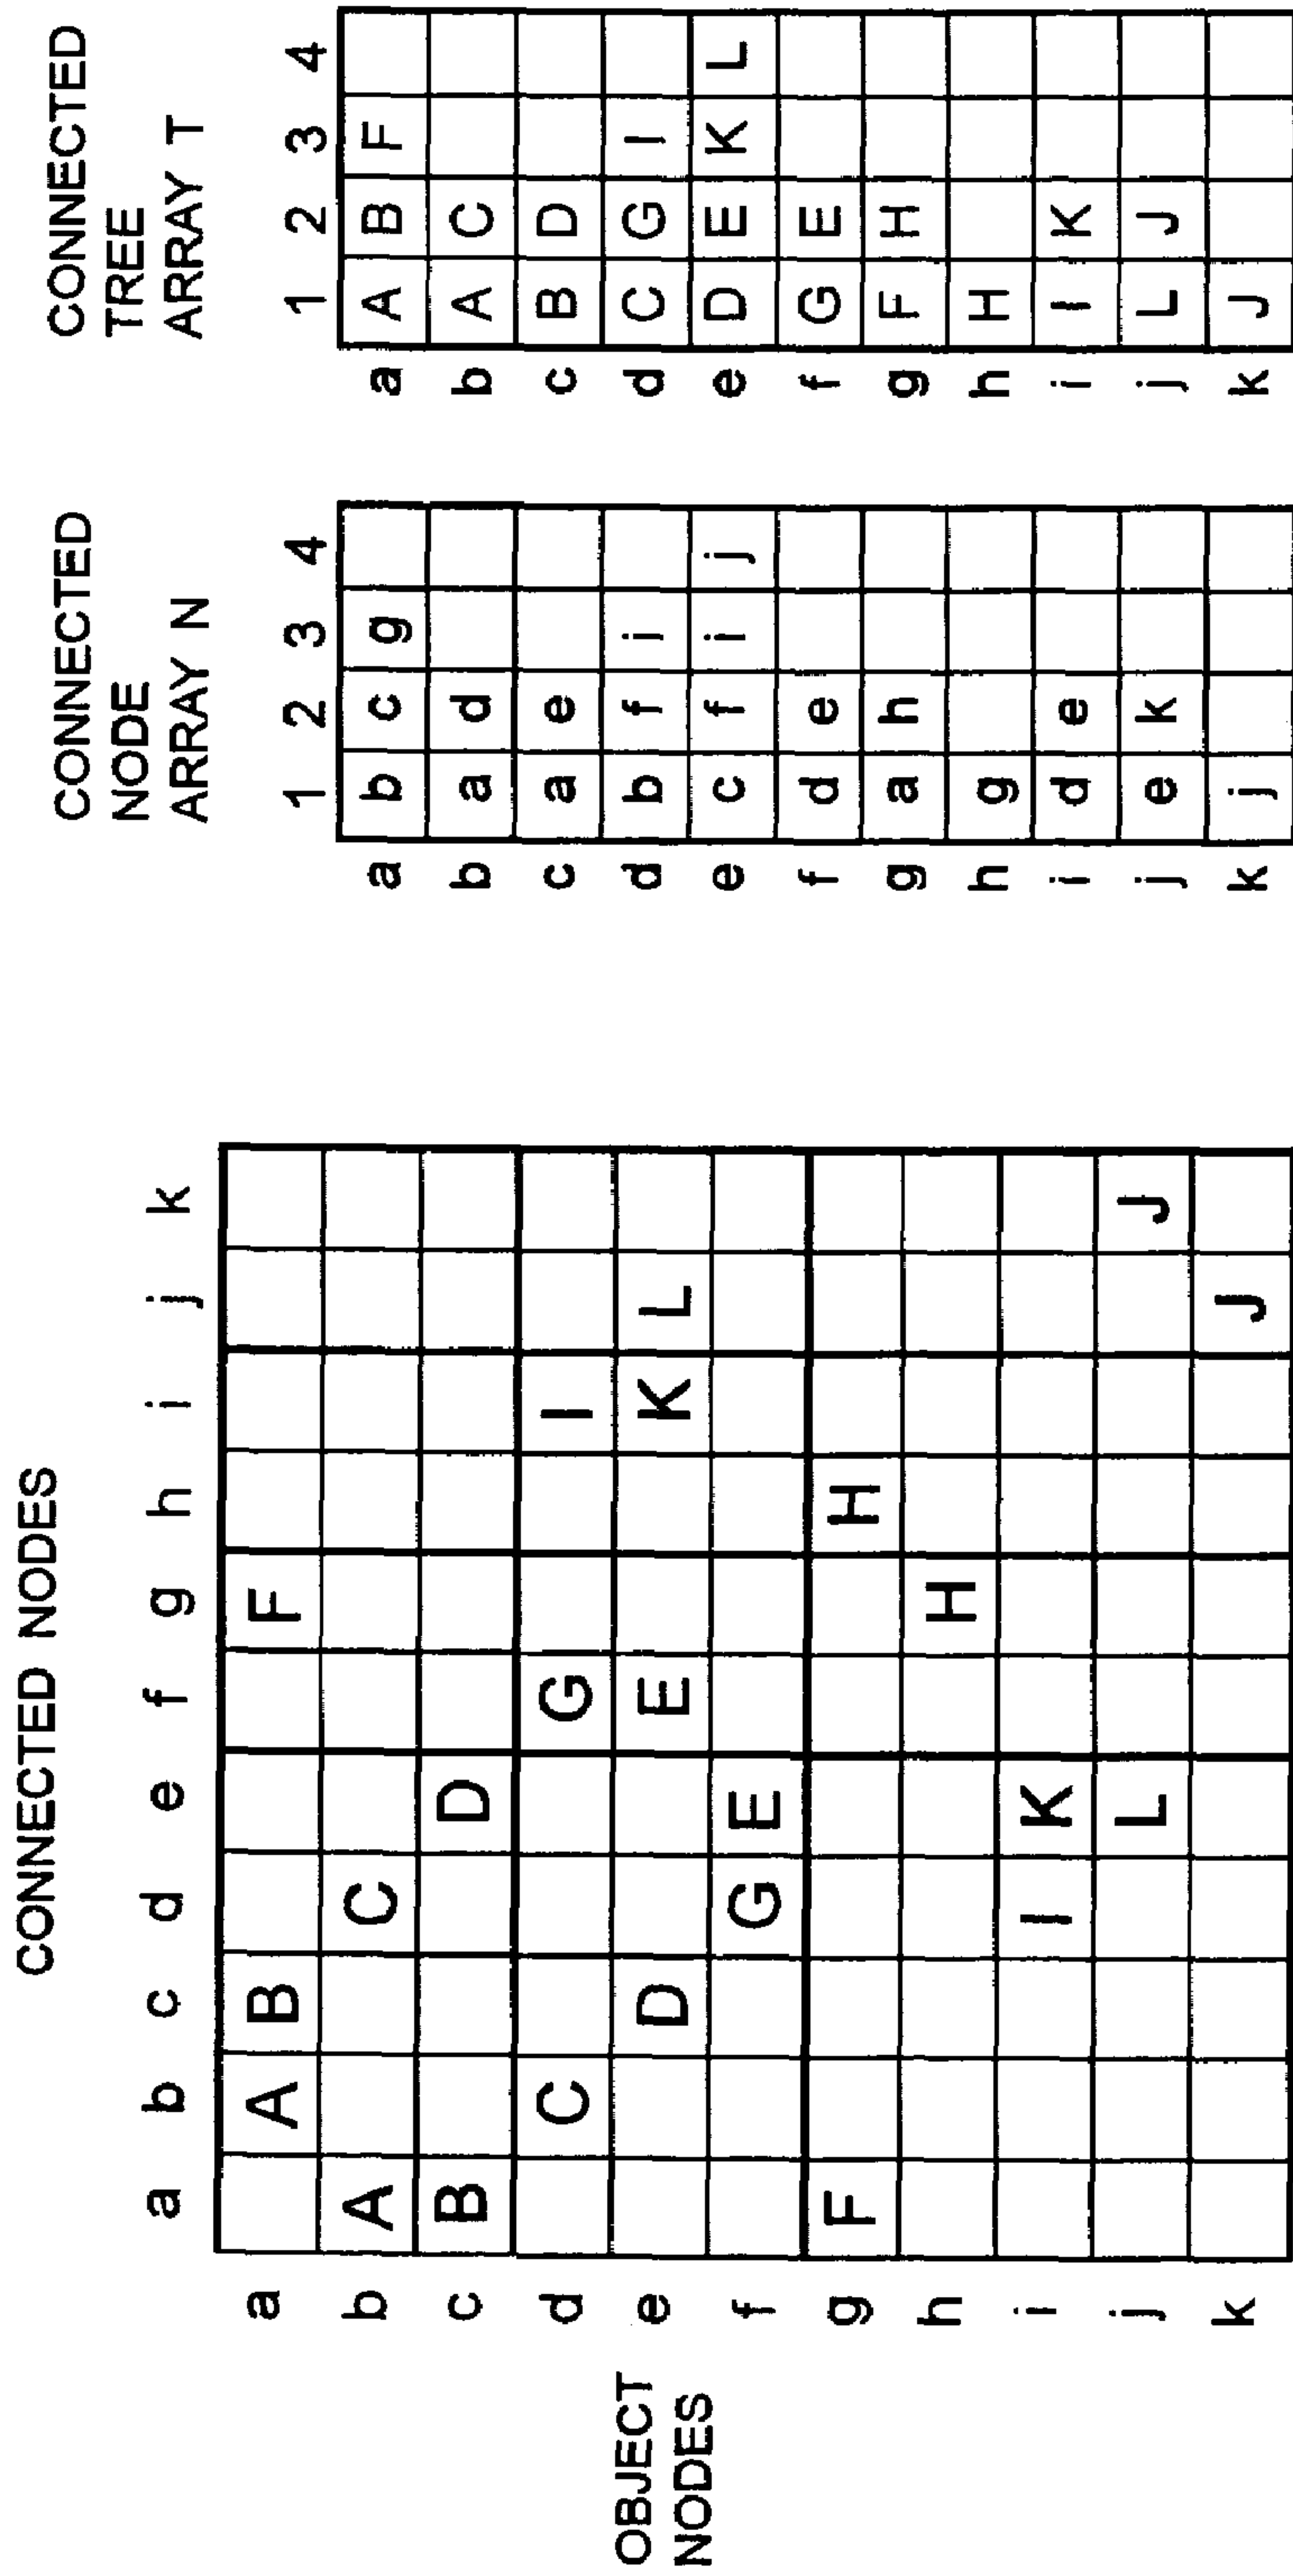 CONNECTED NODES
a b c d e f g h i j k
OBJECT
NODES
a A B F
b A C
c B D
d C G I
e D E K L
f G E
g F H
h H
i I K
j L J
k J
CONNECTED
NODE
ARRAY N
1 2 3 4
a b c g
b a d
c a e
d b f i
e c f i j
f d e
g a h
h g
i d e
j e k
k j
CONNECTED
TREE
ARRAY T
1 2 3 4
a A B F
b A C
c B D
d C G I
e D E K L
f G E
g F H
h H
i I K
j L J
k J